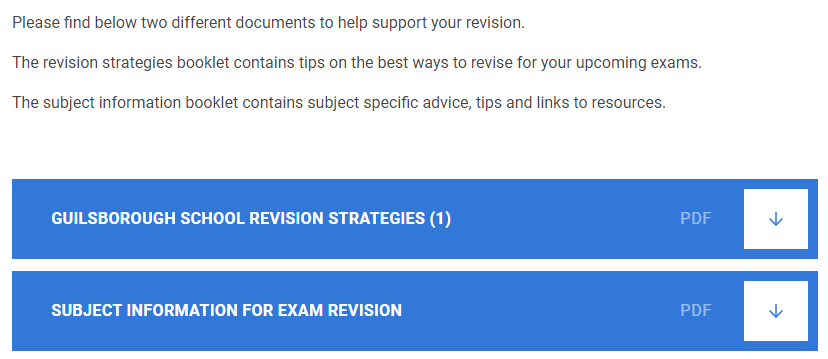 Please find below two different documents to help support your revision.
The revision strategies booklet contains tips on the best ways to revise for your upcoming exams.
The subject information booklet contains subject specific advice, tips and links to resources.
GUILSBOROUGH SCHOOL REVISION STRATEGIES (1) PDF
SUBJECT INFORMATION FOR EXAM REVISION PDF